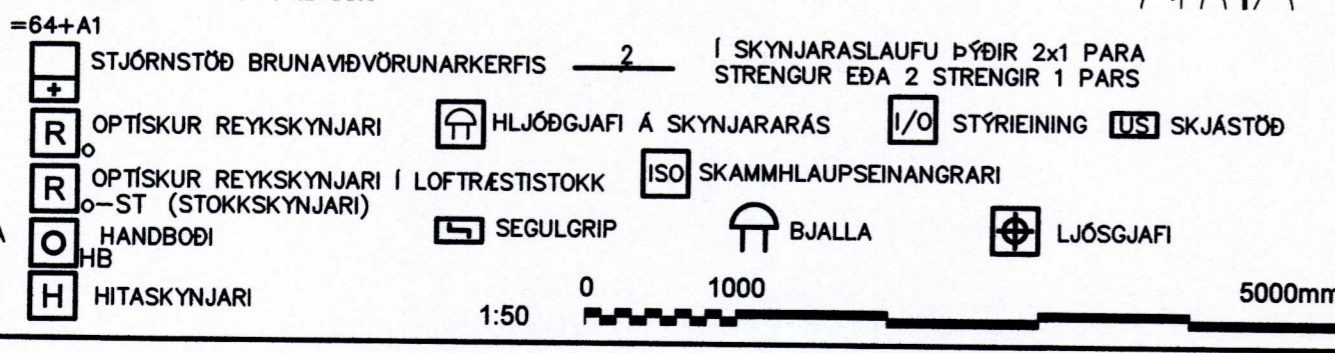 =64+A1
STJÓRNSTÖÐ BRUNAVIÐVÖRUNARKERFIS
2
Í SKYNJARASLAUFU ÞÝÐIR 2x1 PARA
STRENGUR EÐA 2 STRENGIR 1 PARS
R O OPTÍSKUR REYKSKYNJARI
HLJÓÐGJAFI Á SKYNJARARÁS
I/O STÝRIEINING
US SKJÁSTÖÐ
R OPTÍSKUR REYKSKYNJARI Í LOFTRÆSTISTOKK
o-ST (STOKKSKYNJARI)
ISO SKAMMHLAUPSEINANGRARI
O HB HANDBOÐI
SEGULGRIP
BJALLA
LJÓSGJAFI
H HITASKYNJARI
1:50
0 1000 5000mm